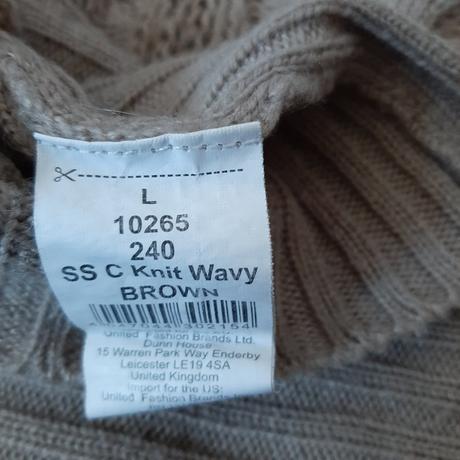 L
10265
240
SS C Knit Wavy
BROWN
United Fashion Brands Ltd.
Dunn House
15 Warren Park Way Enderby
Leicester LE19 4SA
United Kingdom
Import for the US:
United Fashion Brands